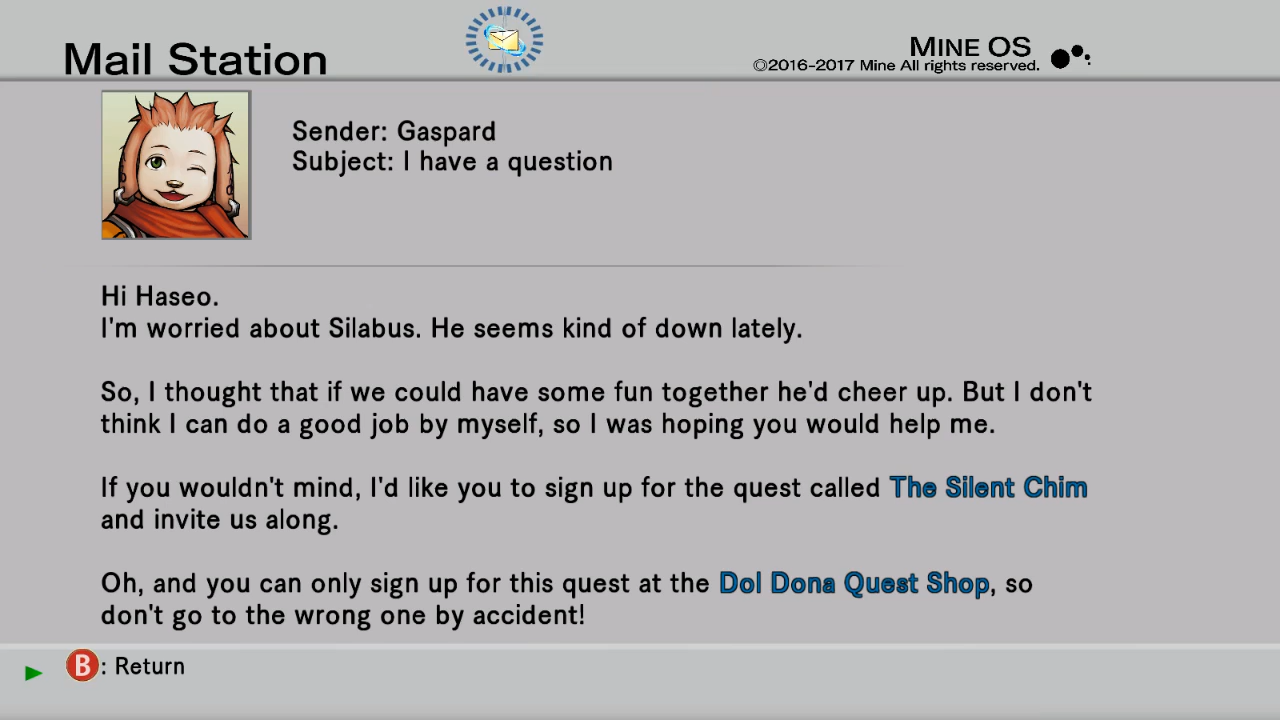 Mail Station
MINE OS
©2016-2017 Mine All rights reserved.
Sender: Gaspard
Subject: I have a question
Hi Haseo.
I'm worried about Silabus. He seems kind of down lately.
So, I thought that if we could have some fun together he'd cheer up. But I don't
think I can do a good job by myself, so I was hoping you would help me.
If you wouldn't mind, I'd like you to sign up for the quest called The Silent Chim
and invite us along.
Oh, and you can only sign up for this quest at the Dol Dona Quest Shop, so
don't go to the wrong one by accident!
B: Return